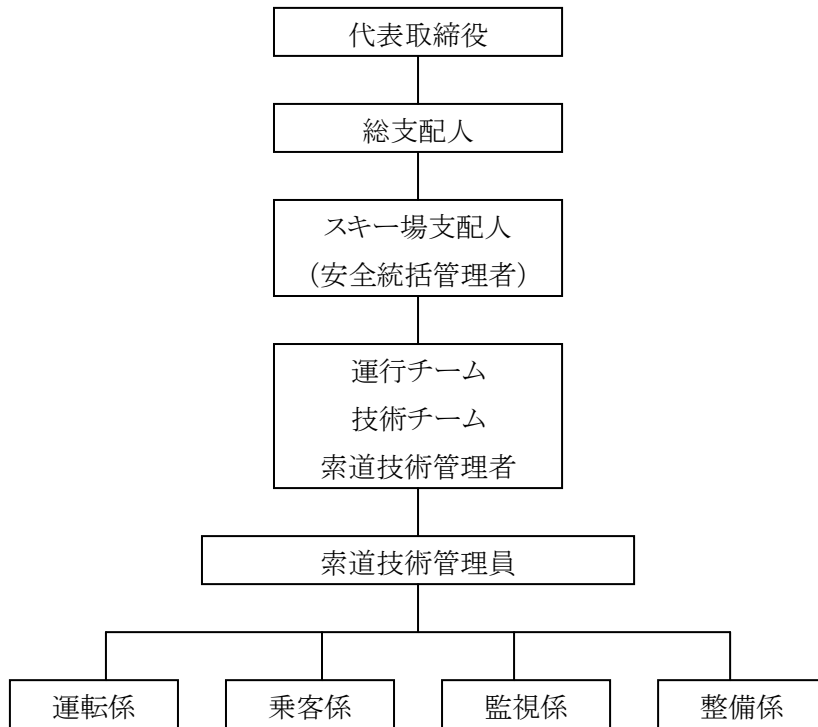 代表取締役
総支配人
スキー場支配人
（安全統括管理者）
運行チーム
技術チーム
索道技術管理者
索道技術管理員
運転係
乗客係
監視係
整備係